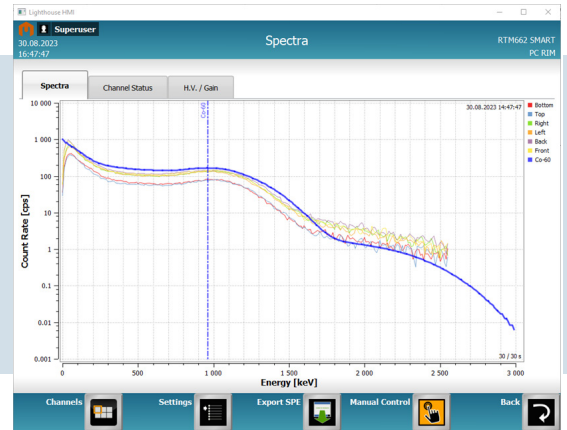 Lighthouse HMI
Superuser
30.08.2023
16:47:47
Spectra
RTM662 SMART
PC RIM
Spectra
Channel Status
H.V. / Gain
30.08.2023 14:47:47
Bottom
Top
Right
Left
Back
Front
Co-60
Co-60
Count Rate [cps]
10 000
1 000
100
10
1
0.1
0.01
0.001
30 / 30 s
0
500
1 000
1 500
2 000
2 500
3 000
Energy [keV]
Channels
Settings
Export SPE
Manual Control
Back